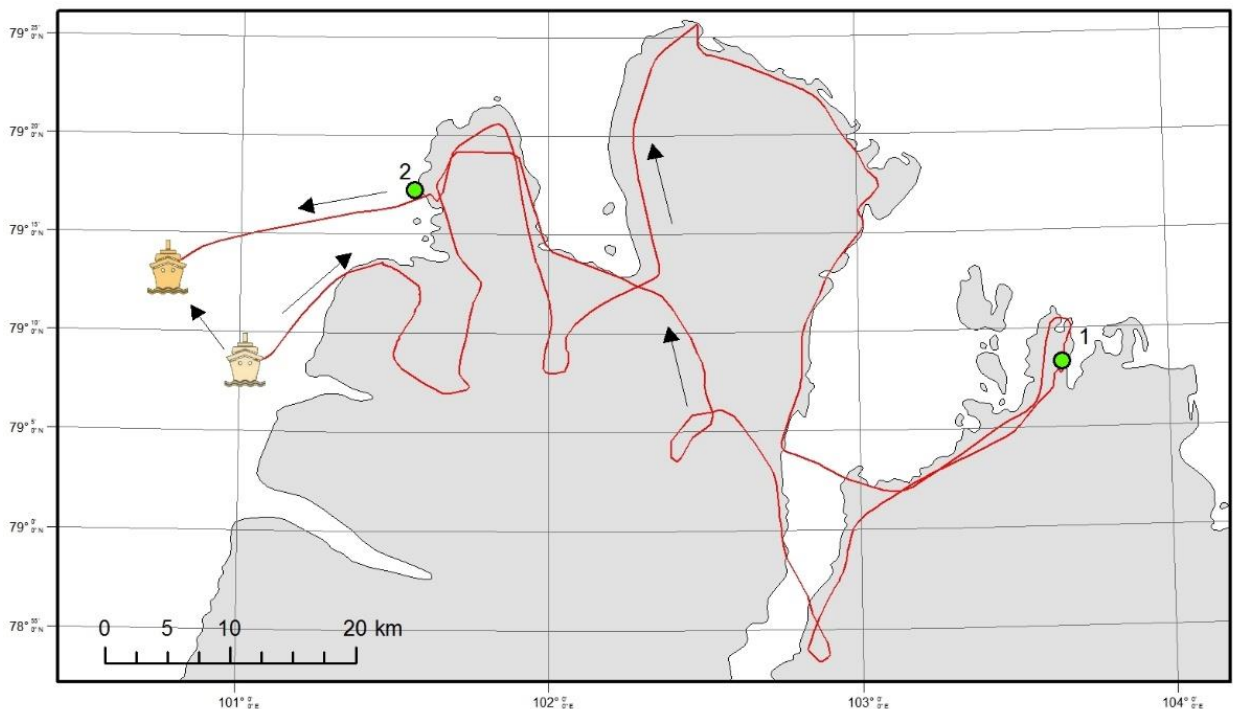 79° 25' 0" N
79° 20' 0" N
2
79° 15' 0" N
79° 10' 0" N
1
79° 5' 0" N
79° 0' 0" N
78° 55' 0" N
0 5 10 20 km
101° 0' 0" E 102° 0' 0" E 103° 0' 0" E 104° 0' 0" E